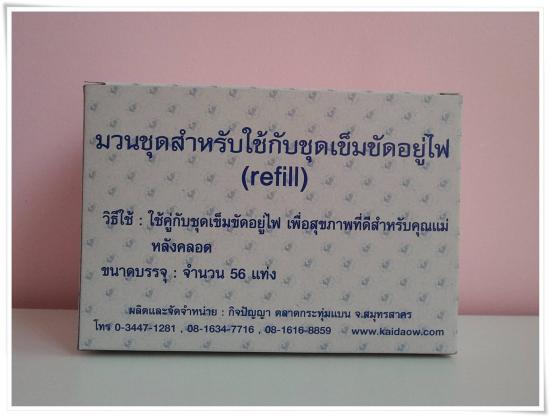 มวนชุดสำหรับใช้กับชุดเข็มขัดอยู่ไฟ
(refill)
วิธีใช้ : ใช้คู่กับชุดเข็มขัดอยู่ไฟ เพื่อสุขภาพที่ดีสำหรับคุณแม่
หลังคลอด
ขนาดบรรจุ : จำนวน 56 แท่ง
ผลิตและจัดจำหน่าย : กิจปัญญา ตลาดกระทุ่มแบน จ.สมุทรสาคร
โทร 0-3447-1281 , 08-1634-7716 , 08-1616-8859 www.kaidaow.com